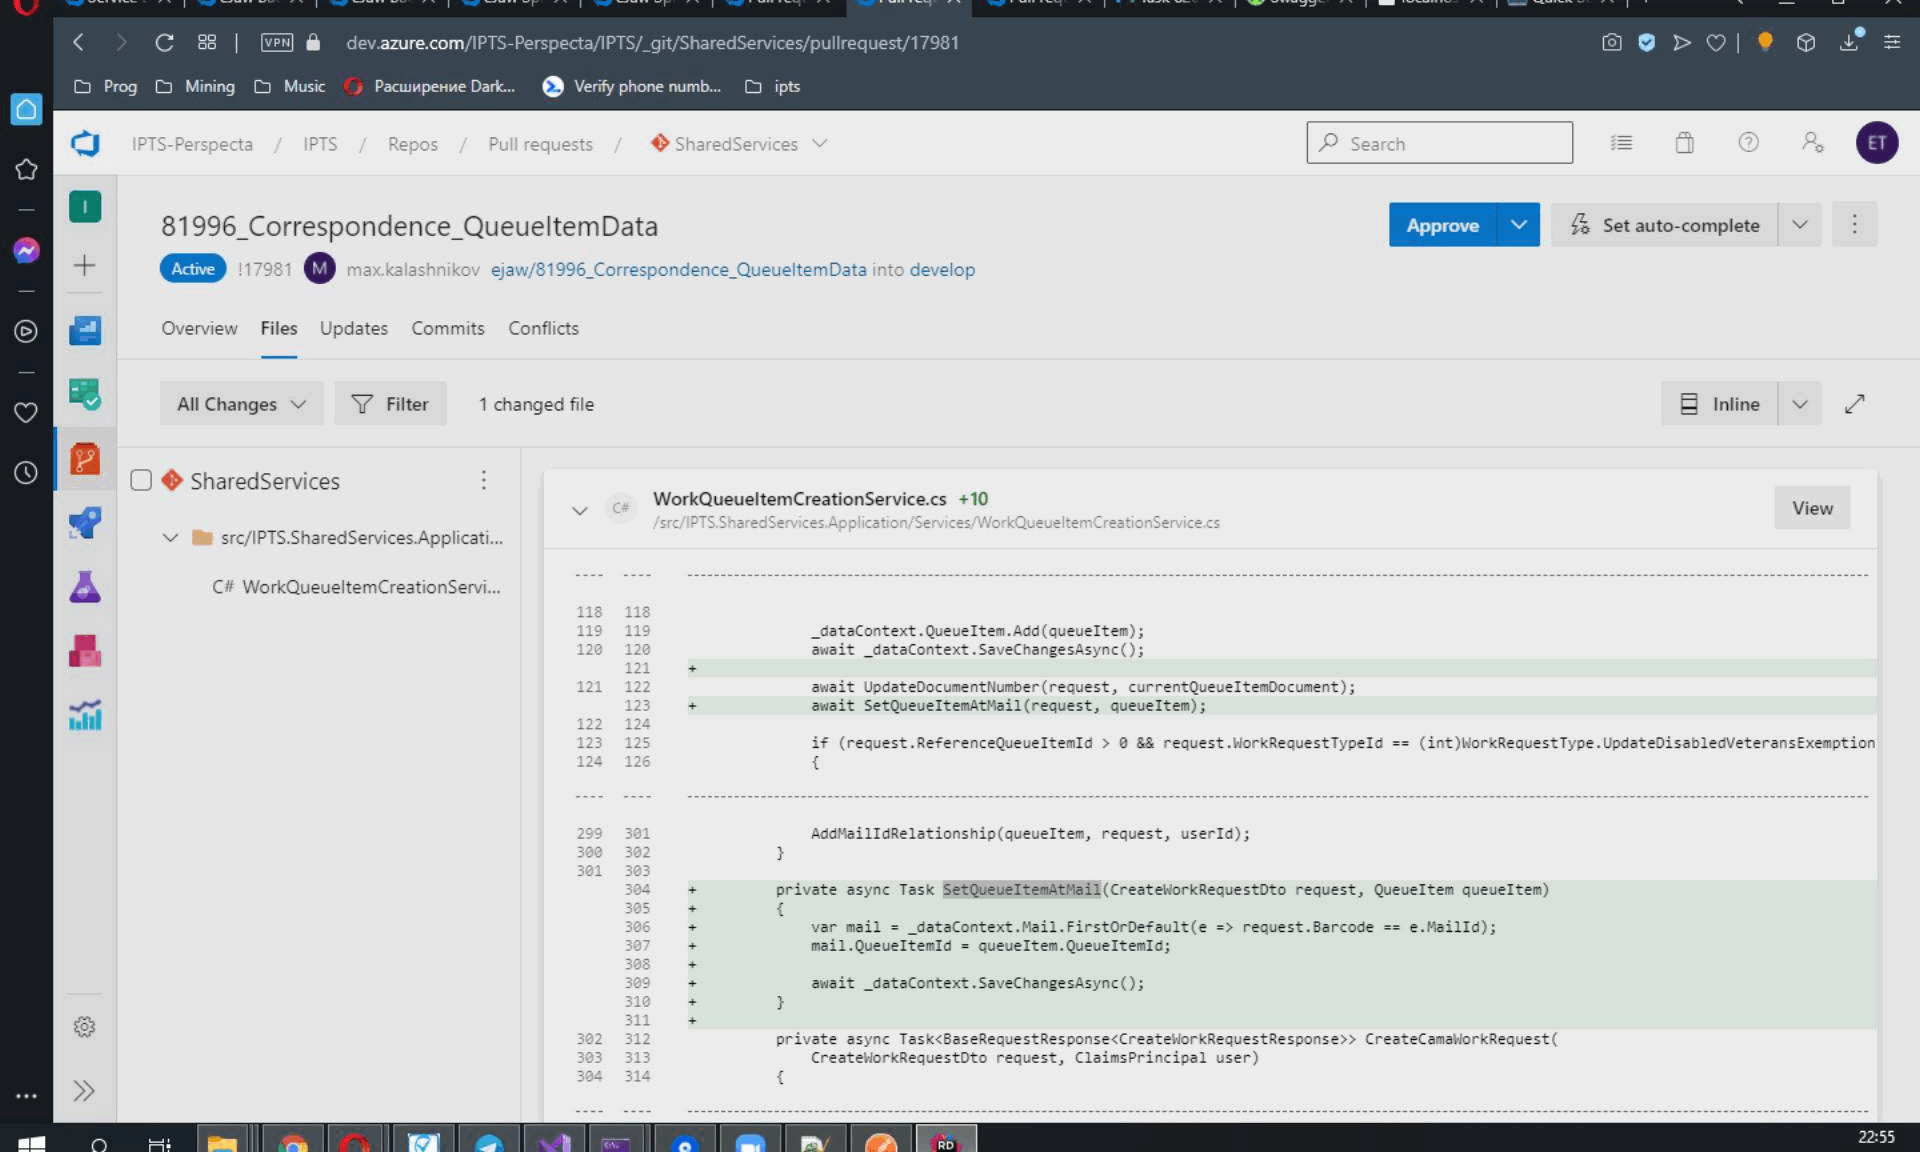 VPN
dev.azure.com/IPTS-Perspecta/IPTS/_git/SharedServices/pullrequest/17981
Prog
Mining
Music
Расширение Dark...
Verify phone numb...
ipts
IPTS-Perspecta / IPTS / Repos / Pull requests / SharedServices
Search
ET
I
81996_Correspondence_QueueItemData
Approve
Set auto-complete
Active !17981 M max.kalashnikov ejaw/81996_Correspondence_QueueItemData into develop
Overview Files Updates Commits Conflicts
All Changes
Filter
1 changed file
Inline
SharedServices
src/IPTS.SharedServices.Applicati...
C# WorkQueueItemCreationServi...
C#
WorkQueueItemCreationService.cs +10
/src/IPTS.SharedServices.Application/Services/WorkQueueItemCreationService.cs
View
118 118
119 119 _dataContext.QueueItem.Add(queueItem);
120 120 await _dataContext.SaveChangesAsync();
121 +
121 122 await UpdateDocumentNumber(request, currentQueueItemDocument);
123 + await SetQueueItemAtMail(request, queueItem);
122 124
123 125 if (request.ReferenceQueueItemId > 0 && request.WorkRequestTypeId == (int)WorkRequestType.UpdateDisabledVeteransExemption
124 126 {
299 301 AddMailIdRelationship(queueItem, request, userId);
300 302 }
301 303
304 + private async Task SetQueueItemAtMail(CreateWorkRequestDto request, QueueItem queueItem)
305 + {
306 + var mail = _dataContext.Mail.FirstOrDefault(e => request.Barcode == e.MailId);
307 + mail.QueueItemId = queueItem.QueueItemId;
308 +
309 + await _dataContext.SaveChangesAsync();
310 + }
311 +
302 312 private async Task<BaseRequestResponse<CreateWorkRequestResponse>> CreateCamaWorkRequest(
303 313 CreateWorkRequestDto request, ClaimsPrincipal user)
304 314 {
RD
22:55